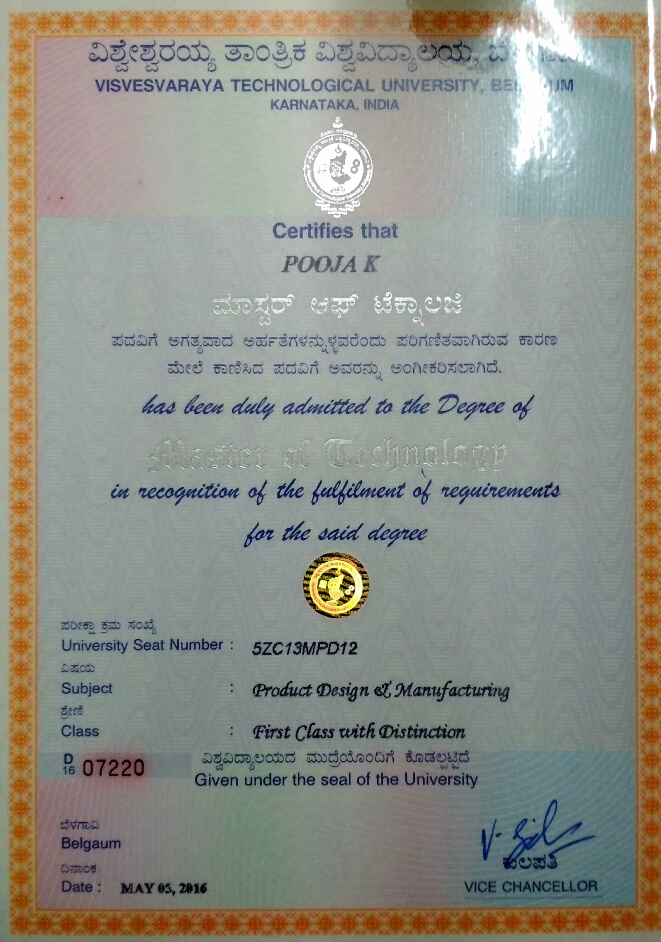 ವಿಶ್ವೇಶ್ವರಯ್ಯ ತಾಂತ್ರಿಕ ವಿಶ್ವವಿದ್ಯಾಲಯ,
VISVESVARAYA TECHNOLOGICAL UNIVERSITY, BELGAUM
KARNATAKA, INDIA
Certifies that
POOJA K
ಮಾಸ್ಟರ್ ಆಫ್ ಟೆಕ್ನಾಲಜಿ
ಪದವಿಗೆ ಅಗತ್ಯವಾದ ಅರ್ಹತೆಗಳನ್ನುಳ್ಳವರೆಂದು ಪರಿಗಣಿತವಾಗಿರುವ ಕಾರಣ
ಮೇಲೆ ಕಾಣಿಸಿದ ಪದವಿಗೆ ಅವರನ್ನು ಅಂಗೀಕರಿಸಲಾಗಿದೆ.
has been duly admitted to the Degree of
Master of Technology
in recognition of the fulfilment of requirements
for the said degree
ಪರೀಕ್ಷಾ ಕ್ರಮ ಸಂಖ್ಯೆ
University Seat Number : 5ZC13MPD12
ವಿಷಯ
Subject : Product Design & Manufacturing
ಶ್ರೇಣಿ
Class : First Class with Distinction
D 16 07220
ವಿಶ್ವವಿದ್ಯಾಲಯದ ಮುದ್ರೆಯೊಂದಿಗೆ ಕೊಡಲ್ಪಟ್ಟಿದೆ
Given under the seal of the University
ಬೆಳಗಾವಿ
Belgaum
ದಿನಾಂಕ
Date : MAY 05, 2016
ಕುಲಪತಿ
VICE CHANCELLOR